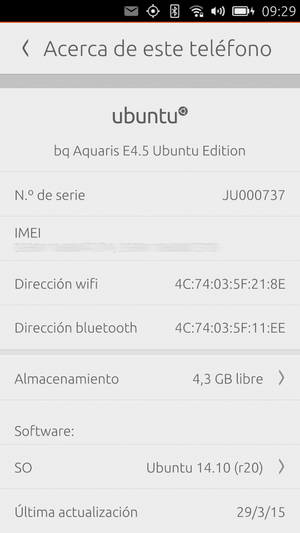 09:29
Acerca de este teléfono
ubuntu
bq Aquaris E4.5 Ubuntu Edition
N.º de serie JU000737
IMEI
Dirección wifi 4C:74:03:5F:21:8E
Dirección bluetooth 4C:74:03:5F:11:EE
Almacenamiento 4,3 GB libre
Software:
SO Ubuntu 14.10 (r20)
Última actualización 29/3/15